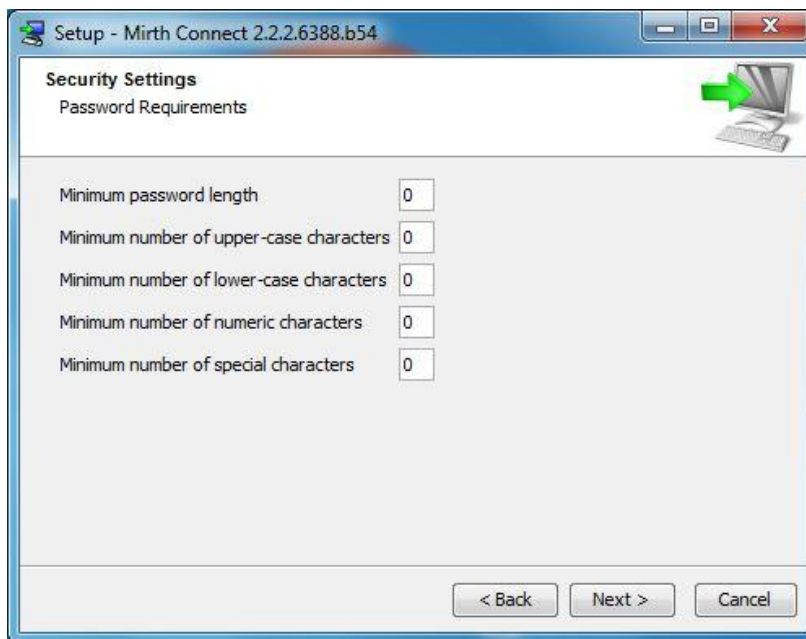 Setup - Mirth Connect 2.2.2.6388.b54
Security Settings
Password Requirements
Minimum password length 0
Minimum number of upper-case characters 0
Minimum number of lower-case characters 0
Minimum number of numeric characters 0
Minimum number of special characters 0
< Back Next > Cancel